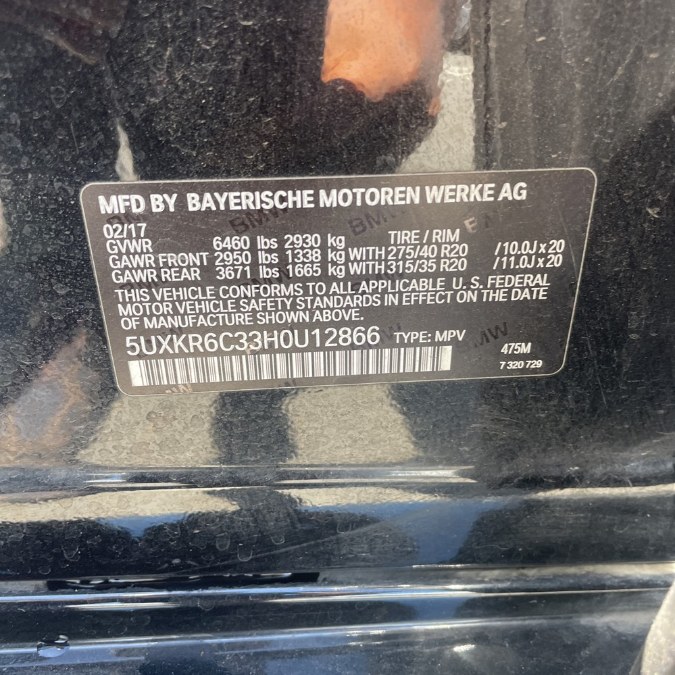 MFD BY BAYERISCHE MOTOREN WERKE AG
02/17
GVWR 6460 lbs 2930 kg TIRE / RIM
GAWR FRONT 2950 lbs 1338 kg WITH 275/40 R20 /10.0J x 20
GAWR REAR 3671 lbs 1665 kg WITH 315/35 R20 /11.0J x 20
THIS VEHICLE CONFORMS TO ALL APPLICABLE U. S. FEDERAL
MOTOR VEHICLE SAFETY STANDARDS IN EFFECT ON THE DATE
OF MANUFACTURE SHOWN ABOVE.
5UXKR6C33H0U12866 TYPE: MPV 475M
7 320 729